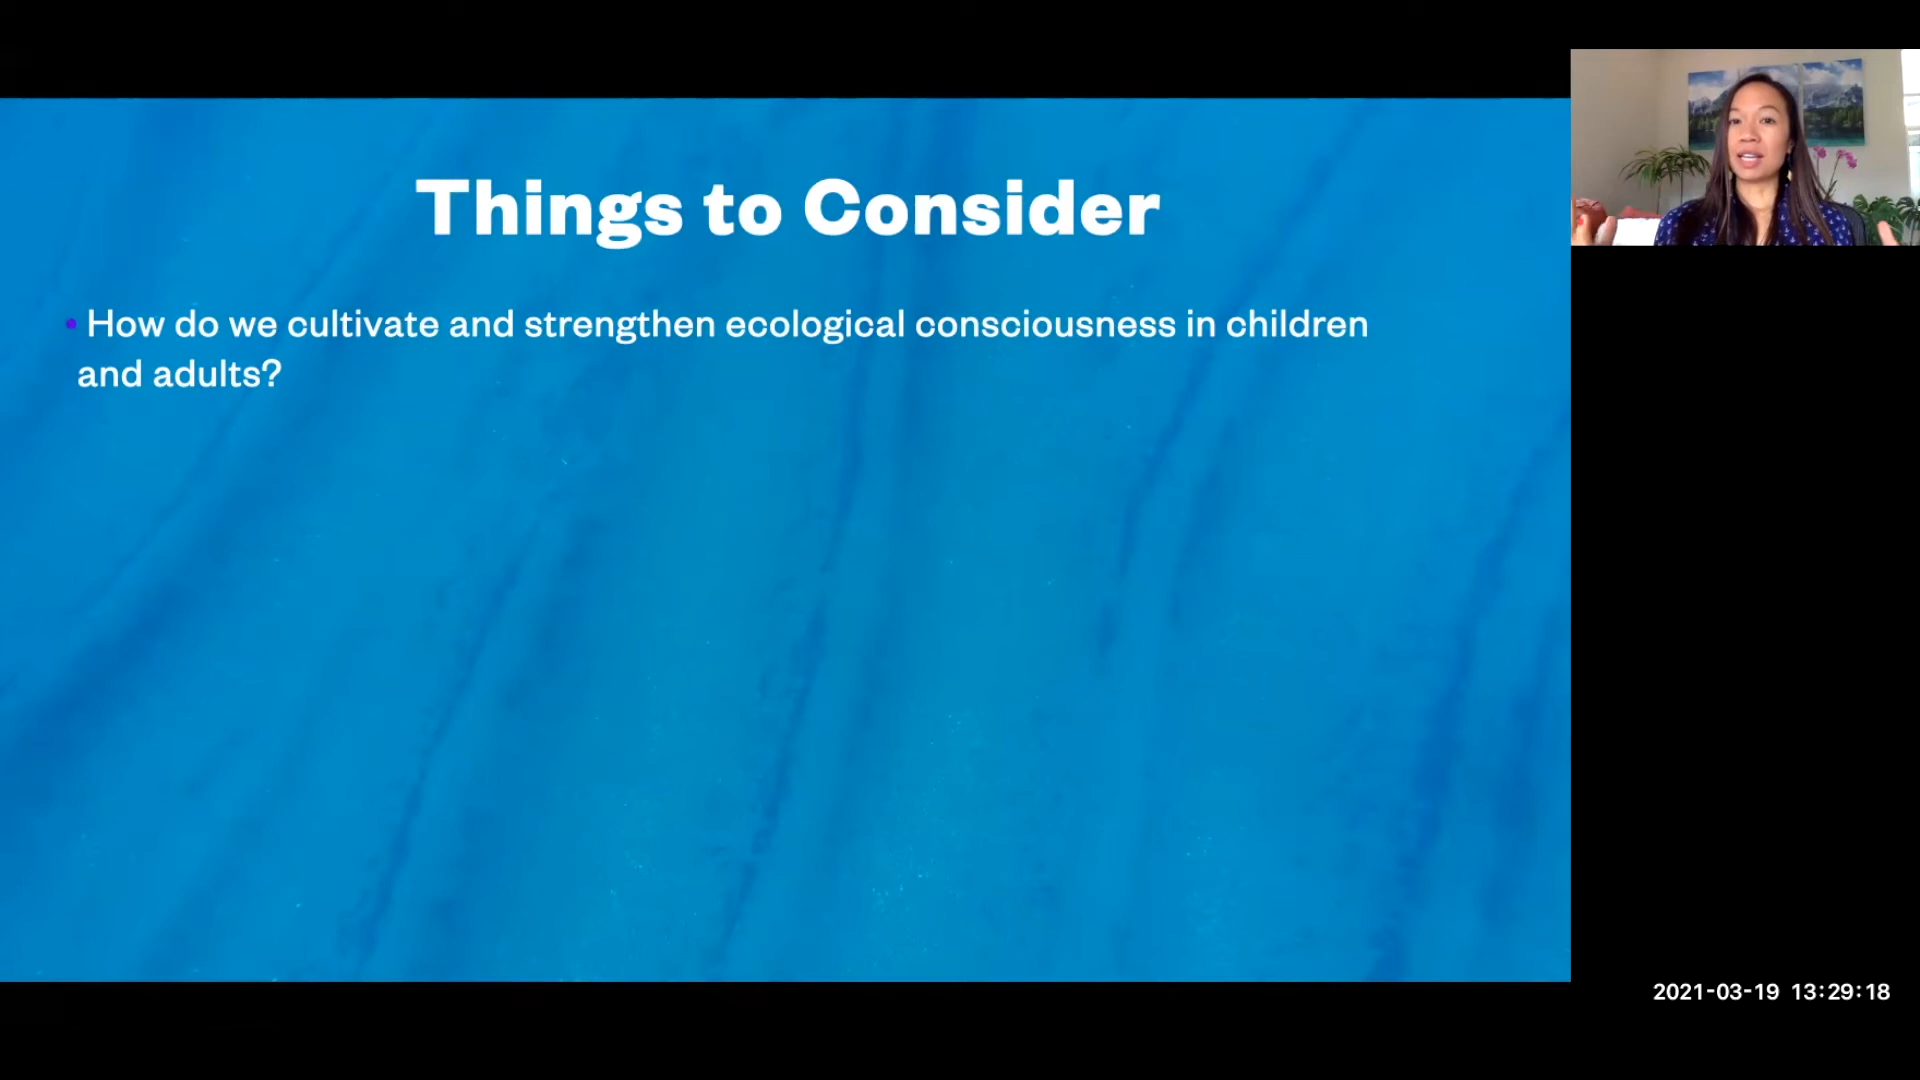 Things to Consider
• How do we cultivate and strengthen ecological consciousness in children
and adults?
2021-03-19 13:29:18